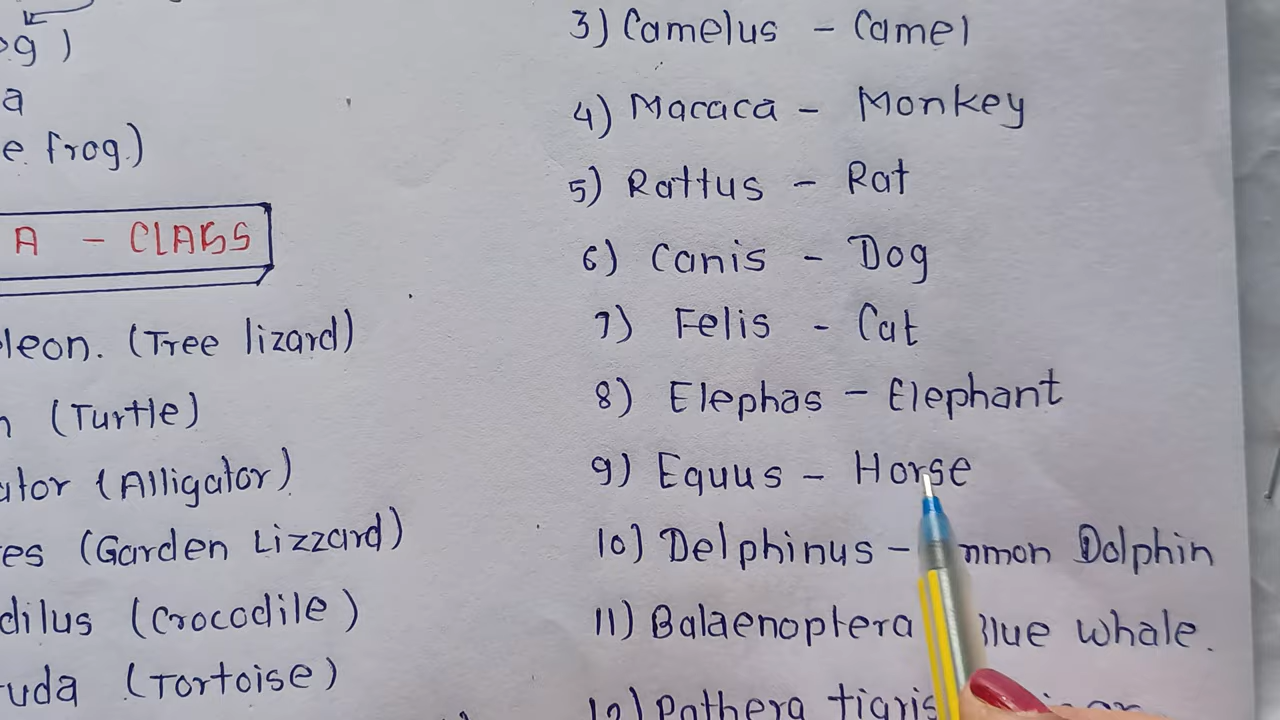 og)
a
e frog.)
A - CLASS
leon. (Tree lizard)
n (Turtle)
ator (Alligator)
es (Garden Lizzard)
dilus (Crocodile)
uda (Tortoise)
3) Camelus - Camel
4) Macaca - Monkey
5) Rattus - Rat
6) Canis - Dog
7) Felis - Cat
8) Elephas - Elephant
9) Equus - Horse
10) Delphinus - mmon Dolphin
11) Balaenoptera Blue whale.
12) Pathera tigris